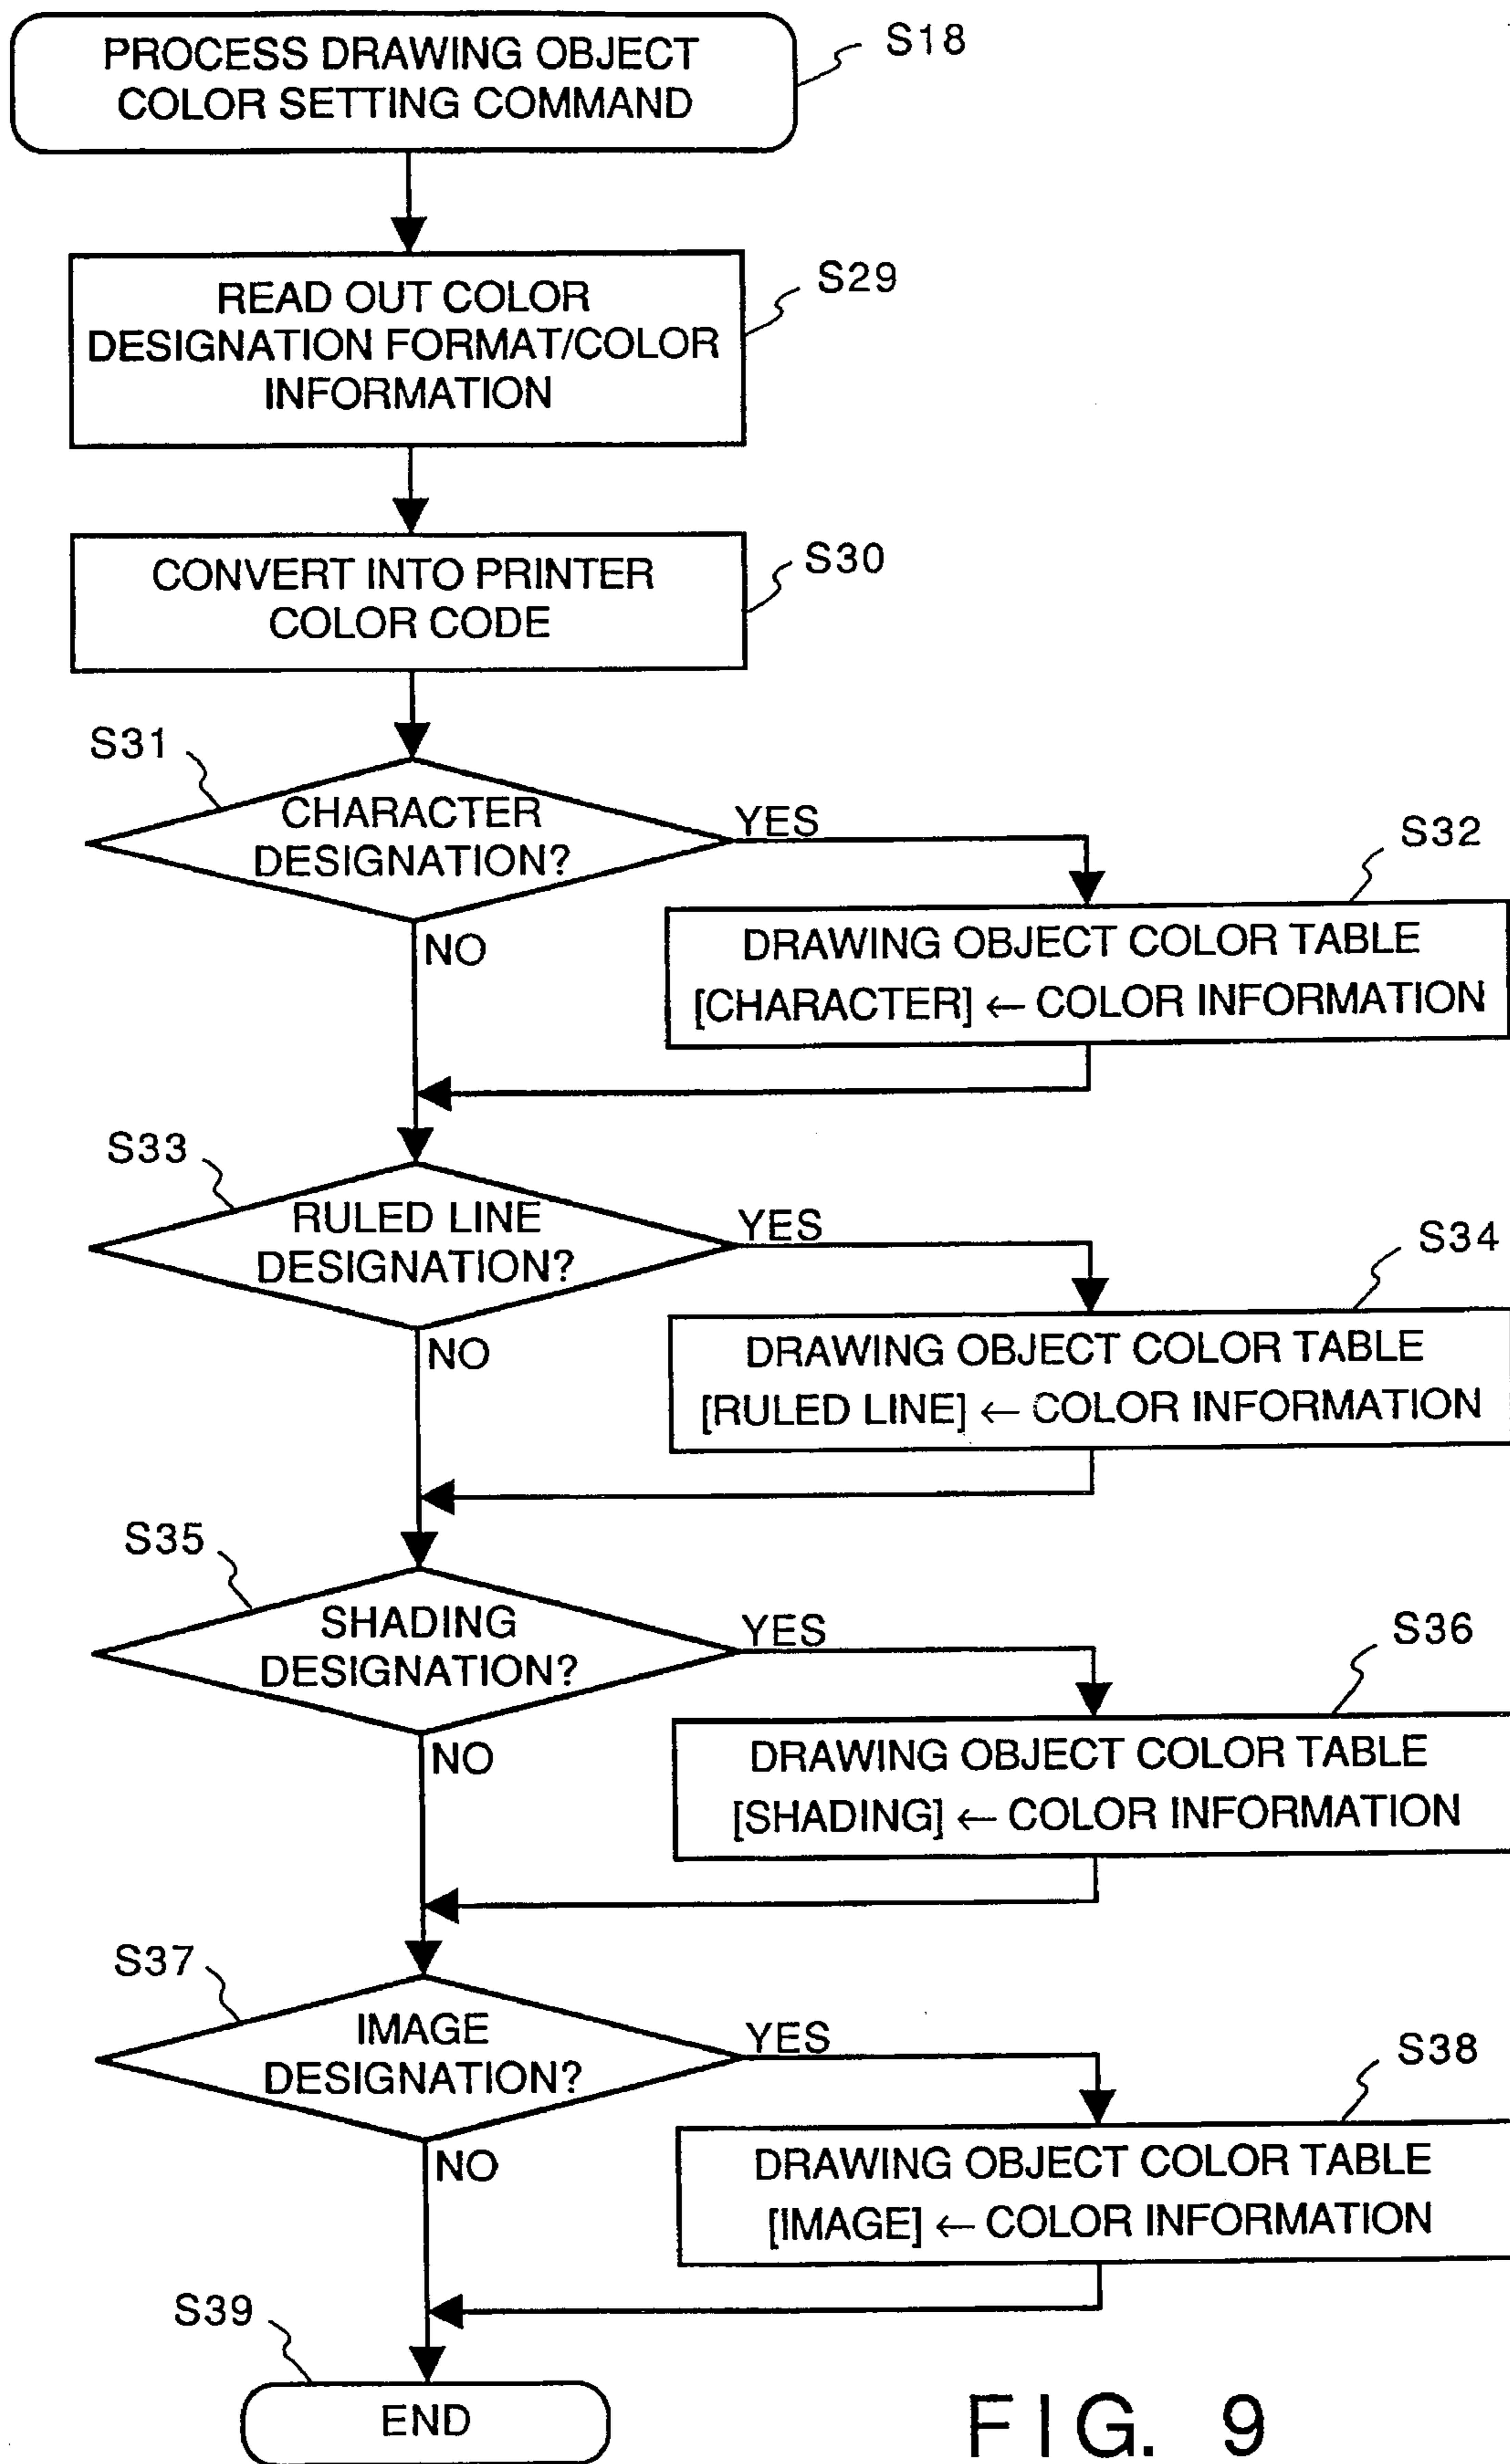 PROCESS DRAWING OBJECT
COLOR SETTING COMMAND
S18
READ OUT COLOR
DESIGNATION FORMAT/COLOR
INFORMATION
S29
CONVERT INTO PRINTER
COLOR CODE
S30
S31
CHARACTER
DESIGNATION?
YES
NO
S32
DRAWING OBJECT COLOR TABLE
[CHARACTER] ← COLOR INFORMATION
S33
RULED LINE
DESIGNATION?
YES
NO
S34
DRAWING OBJECT COLOR TABLE
[RULED LINE] ← COLOR INFORMATION
S35
SHADING
DESIGNATION?
YES
NO
S36
DRAWING OBJECT COLOR TABLE
[SHADING] ← COLOR INFORMATION
S37
IMAGE
DESIGNATION?
YES
NO
S38
DRAWING OBJECT COLOR TABLE
[IMAGE] ← COLOR INFORMATION
S39
END
FIG. 9